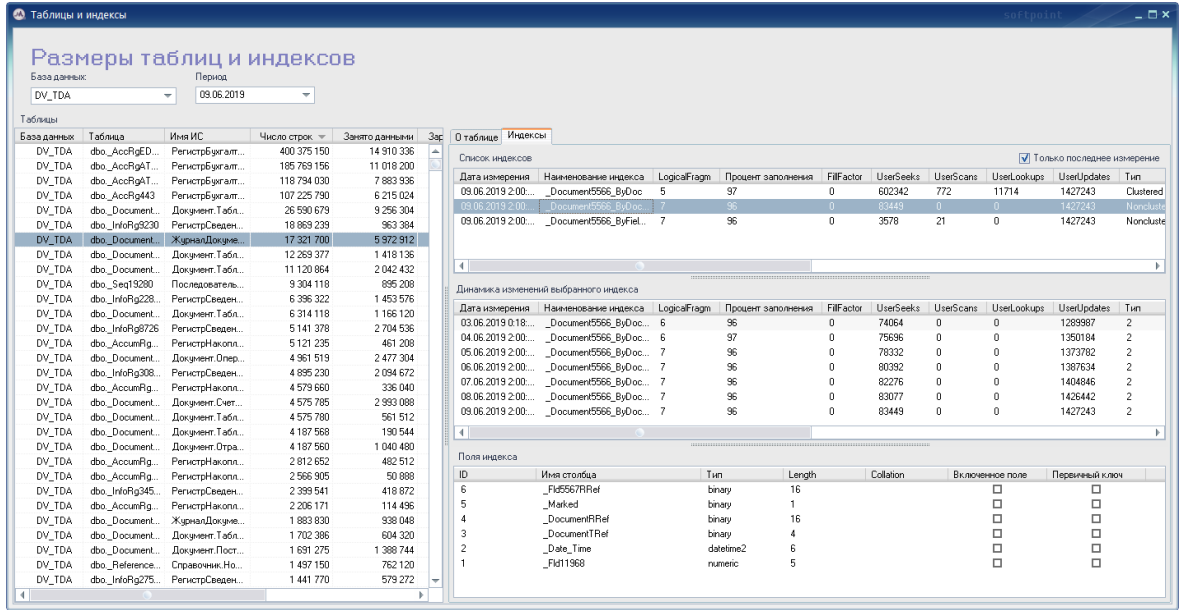 Таблицы и индексы
softpoint
Размеры таблиц и индексов
База данных:
Период
DV_TDA
09.06.2019
Таблицы
База данных Таблица Имя ИС Число строк Занято данными Зар
DV_TDA dbo._AccRgED... РегистрБухгалт... 400 375 150 14 910 336
DV_TDA dbo._AccRgAT... РегистрБухгалт... 185 769 156 11 018 200
DV_TDA dbo._AccRgAT... РегистрБухгалт... 118 794 030 7 883 936
DV_TDA dbo._AccRg443 РегистрБухгалт... 107 225 790 6 215 024
DV_TDA dbo._Document... Документ.Табл... 26 590 679 9 256 304
DV_TDA dbo._InfoRg9230 РегистрСведен... 18 869 239 963 384
DV_TDA dbo._Document... ЖурналДокуме... 17 321 700 5 972 912
DV_TDA dbo._Document... Документ.Табл... 12 269 377 1 418 136
DV_TDA dbo._Document... Документ.Табл... 11 120 864 2 042 432
DV_TDA dbo._Seq19280 Последователь... 9 304 118 895 208
DV_TDA dbo._InfoRg228... РегистрСведен... 6 396 322 1 453 576
DV_TDA dbo._Document... Документ.Табл... 6 314 118 1 166 120
DV_TDA dbo._InfoRg8726 РегистрСведен... 5 141 378 2 704 536
DV_TDA dbo._AccumRg... РегистрНакопл... 5 121 235 461 208
DV_TDA dbo._Document... Документ.Опер... 4 961 519 2 477 304
DV_TDA dbo._InfoRg308... РегистрСведен... 4 895 230 2 094 672
DV_TDA dbo._AccumRg... РегистрНакопл... 4 579 660 336 040
DV_TDA dbo._Document... Документ.Счет... 4 575 785 2 993 088
DV_TDA dbo._Document... Документ.Табл... 4 575 780 561 512
DV_TDA dbo._Document... Документ.Табл... 4 187 568 190 544
DV_TDA dbo._Document... Документ.Отра... 4 187 560 1 040 480
DV_TDA dbo._AccumRg... РегистрНакопл... 2 812 652 482 512
DV_TDA dbo._AccumRg... РегистрНакопл... 2 566 905 50 888
DV_TDA dbo._InfoRg345... РегистрСведен... 2 399 541 418 872
DV_TDA dbo._AccumRg... РегистрНакопл... 2 206 171 114 496
DV_TDA dbo._Document... ЖурналДокуме... 1 883 830 938 048
DV_TDA dbo._Document... Документ.Табл... 1 702 386 604 320
DV_TDA dbo._Document... Документ.Пост... 1 691 275 1 388 744
DV_TDA dbo._Reference... Справочник.Но... 1 497 150 762 120
DV_TDA dbo._InfoRg275... РегистрСведен... 1 441 770 579 272
О таблице Индексы
Список индексов
Только последнее измерение
Дата измерения Наименование индекса LogicalFragm Процент заполнения FillFactor UserSeeks UserScans UserLookups UserUpdates Тип
09.06.2019 2:00:... _Document5566_ByDoc 5 97 0 602342 772 11714 1427243 Clustered
09.06.2019 2:00:... _Document5566_ByDoc... 7 96 0 83449 0 0 1427243 Noncluste
09.06.2019 2:00:... _Document5566_ByFiel... 7 96 0 3578 21 0 1427243 Noncluste
Динамика изменений выбранного индекса
Дата измерения Наименование индекса LogicalFragm Процент заполнения FillFactor UserSeeks UserScans UserLookups UserUpdates Тип
03.06.2019 0:18:... _Document5566_ByDoc... 6 96 0 74064 0 0 1289987 2
04.06.2019 2:00:... _Document5566_ByDoc... 6 97 0 75696 0 0 1350184 2
05.06.2019 2:00:... _Document5566_ByDoc... 7 96 0 78332 0 0 1373782 2
06.06.2019 2:00:... _Document5566_ByDoc... 7 96 0 80392 0 0 1387634 2
07.06.2019 2:00:... _Document5566_ByDoc... 7 96 0 82276 0 0 1404846 2
08.06.2019 2:00:... _Document5566_ByDoc... 7 96 0 83077 0 0 1426442 2
09.06.2019 2:00:... _Document5566_ByDoc... 7 96 0 83449 0 0 1427243 2
Поля индекса
ID Имя столбца Тип Length Collation Включенное поле Первичный ключ
6 _Fld5567RRef binary 16
5 _Marked binary 1
4 _DocumentRRef binary 16
3 _DocumentTRef binary 4
2 _Date_Time datetime2 6
1 _Fld11968 numeric 5